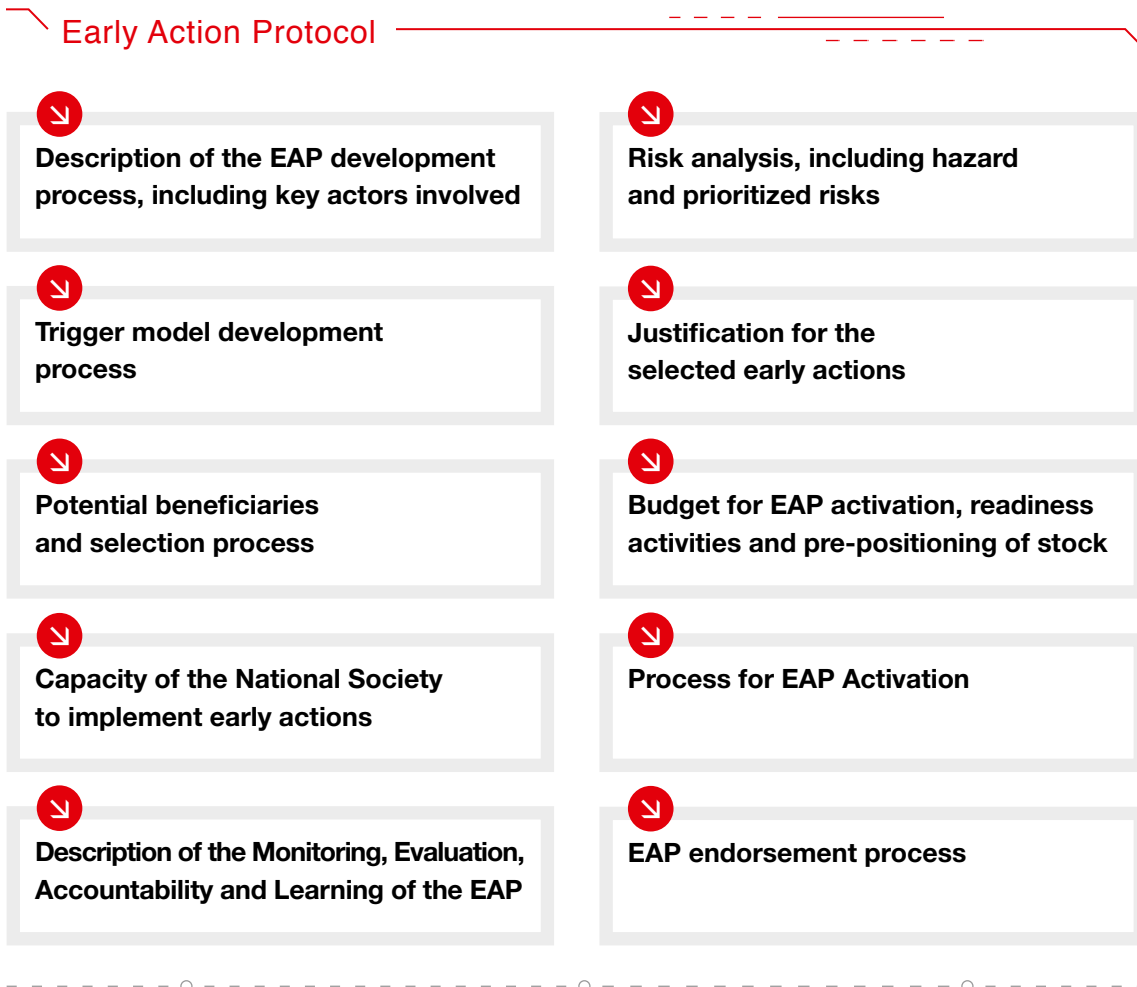 Early Action Protocol
Description of the EAP development
process, including key actors involved
Risk analysis, including hazard
and prioritized risks
Trigger model development
process
Justification for the
selected early actions
Potential beneficiaries
and selection process
Budget for EAP activation, readiness
activities and pre-positioning of stock
Capacity of the National Society
to implement early actions
Process for EAP Activation
Description of the Monitoring, Evaluation,
Accountability and Learning of the EAP
EAP endorsement process